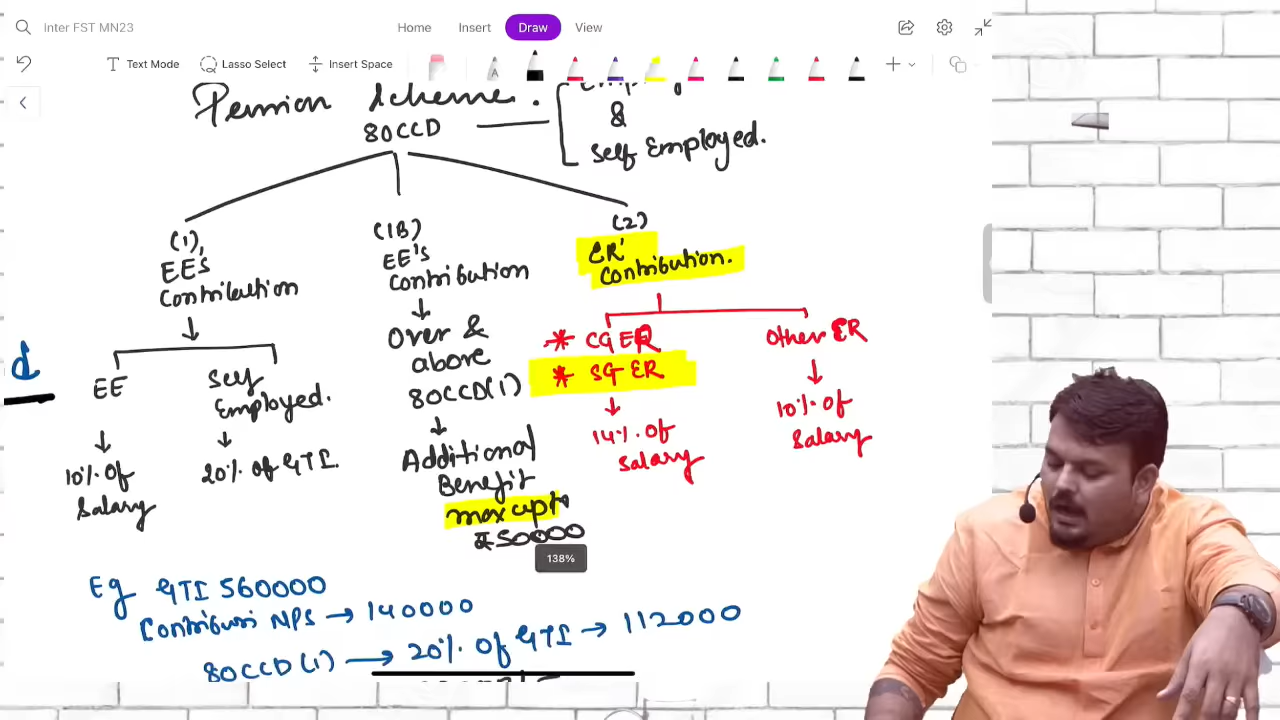 Inter FST MN23
Home
Insert
Draw
View
Text Mode
Lasso Select
Insert Space
A
Pension Scheme.
80CCD
&
Self Employed.
(1),
EE's
Contribution
EE
10% Of
Salary
Self
Employed.
20% of GTI.
(1B)
EE's
Contribution
Over &
above
80CCD(1)
Additional
Benefit
max upto
₹50000
(2)
ER'
Contribution.
* CG ER
* SG ER
14% Of
Salary
Other ER
10% Of
Salary
d
138%
Eg GTI 560000
NPS → 140000
80CCD(1) → 20% Of GTI → 112000